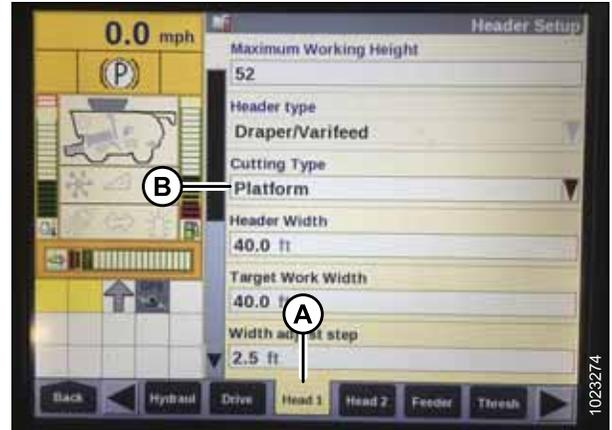 0.0 mph
Header Setup
(P)
Maximum Working Height
52
Header type
Draper/Varifeed
Cutting Type
B
Platform
Header Width
40.0 ft
Target Work Width
GPS
40.0 ft
A
Width adjust step
2.5 ft
Back
Hydraul
Drive
Head 1
Head 2
Feeder
Thresh
1023274